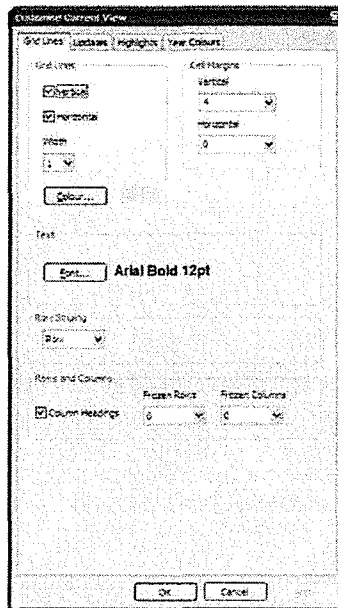 Customise Current View
Grid Lines Updates Highlights Year Colours
Grid Lines
Cell Margins
Vertical
Vertical
4
Horizontal
Horizontal
0
Width
1
Colour...
Text
Font... Arial Bold 12pt
Row Striping
Row
Rows and Columns
Frozen Rows Frozen Columns
Column Headings 0 0
OK Cancel